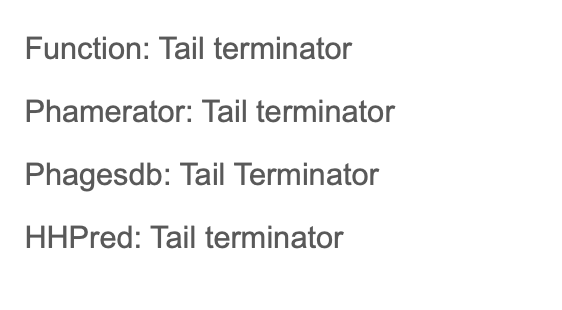 Function: Tail terminator
Phamerator: Tail terminator
Phagesdb: Tail Terminator
HHPred: Tail terminator